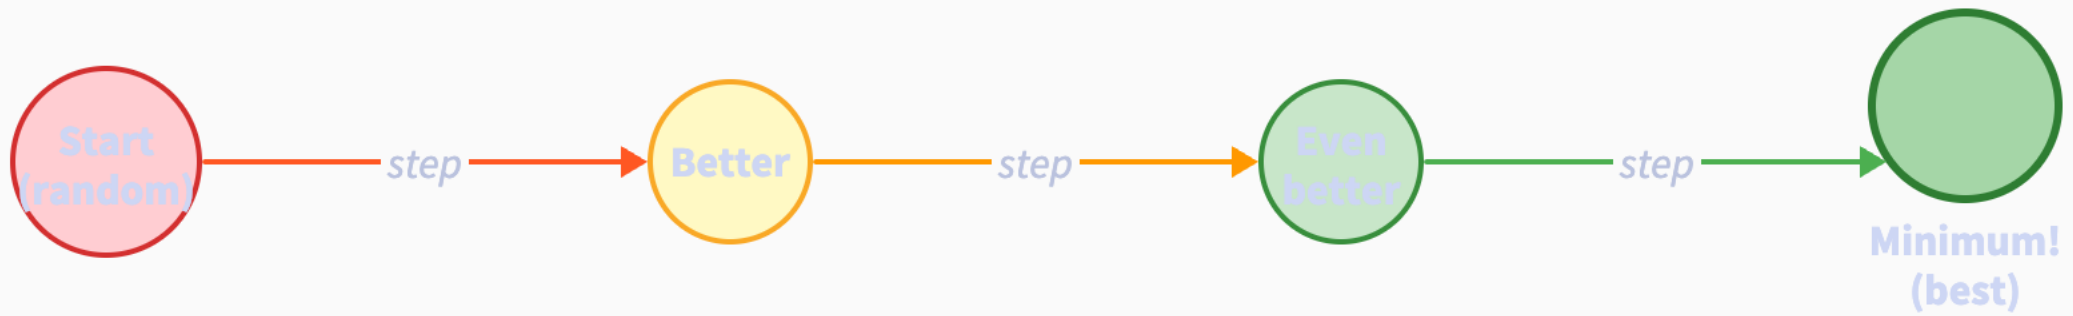 Start
(random)
step
Better
step
Even
better
step
Minimum!
(best)